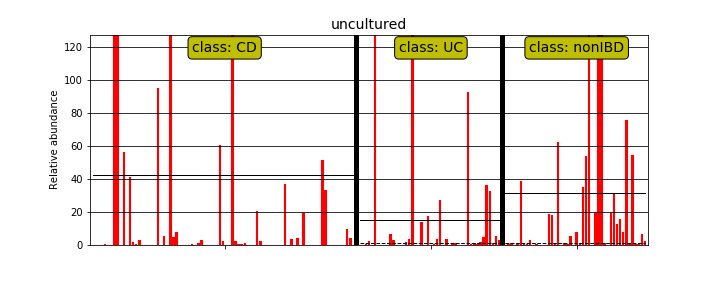 uncultured
class: CD
class: UC
class: nonIBD
Relative abundance
120
100
80
60
40
20
0